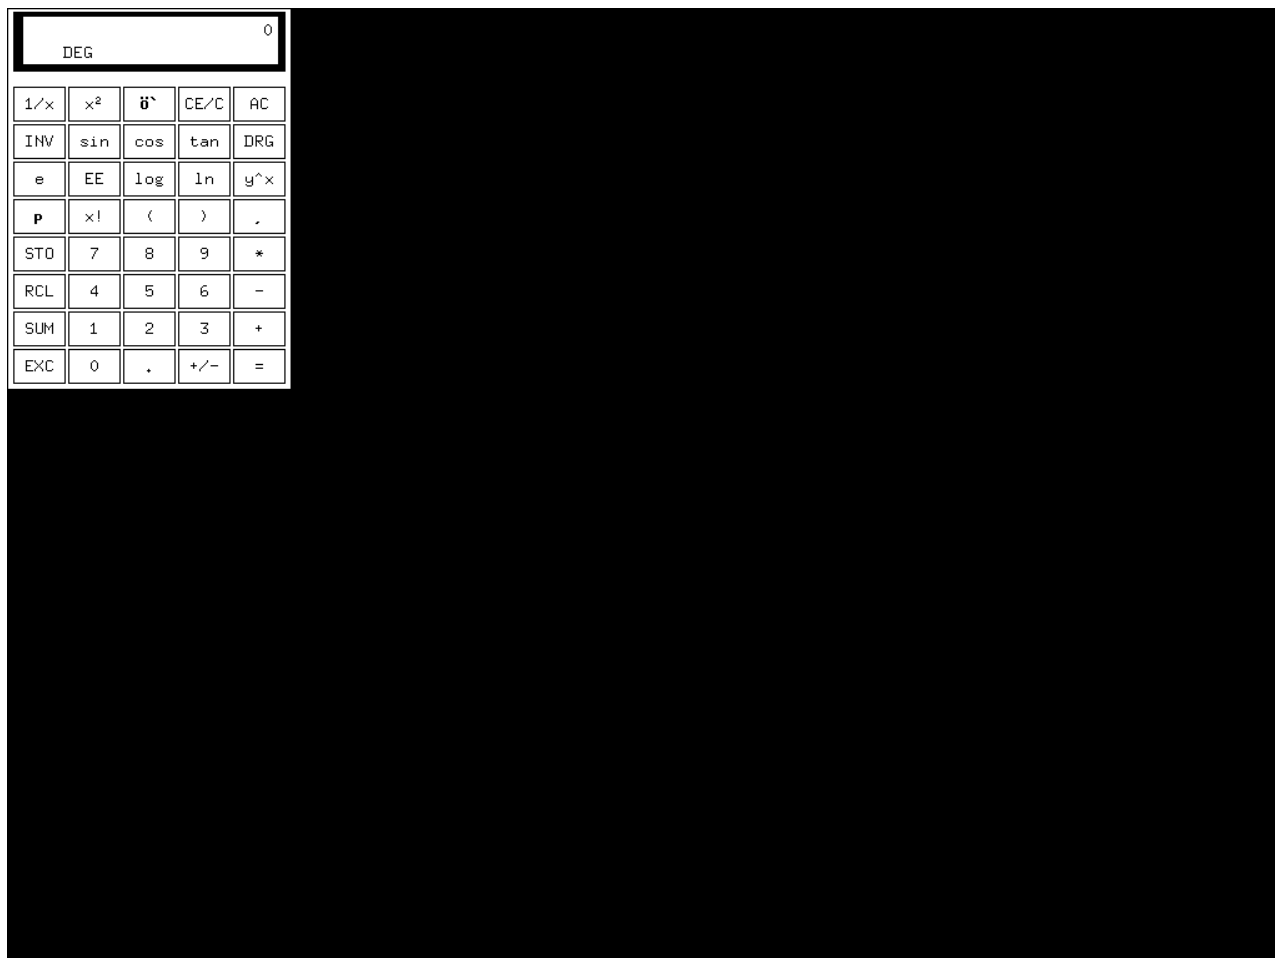 0
DEG
1/x x² ö` CE/C AC
INV sin cos tan DRG
e EE log ln y^x
p x! ( ) ,
STO 7 8 9 *
RCL 4 5 6 -
SUM 1 2 3 +
EXC 0 . +/- =